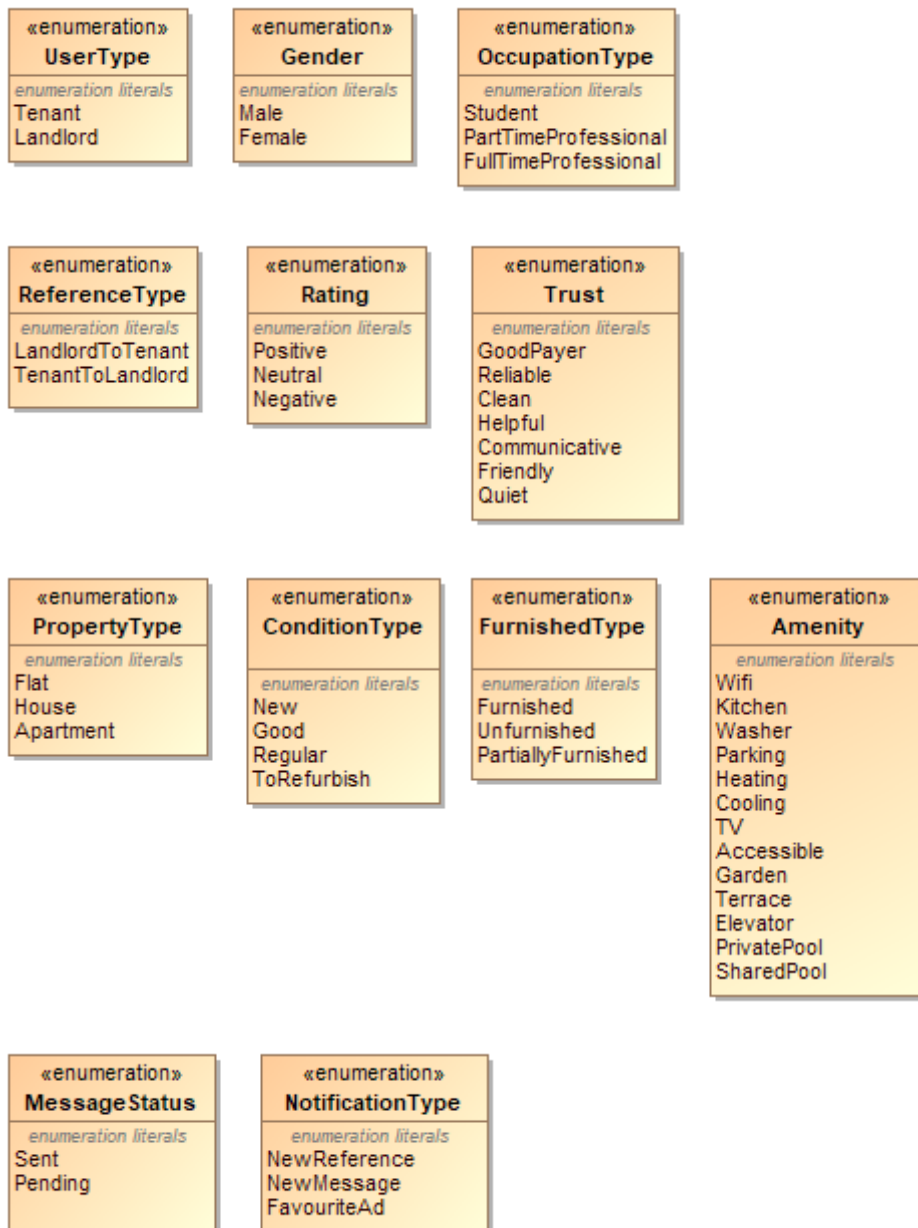 «enumeration»
UserType
enumeration literals
Tenant
Landlord
«enumeration»
Gender
enumeration literals
Male
Female
«enumeration»
OccupationType
enumeration literals
Student
PartTimeProfessional
FullTimeProfessional
«enumeration»
ReferenceType
enumeration literals
LandlordToTenant
TenantToLandlord
«enumeration»
Rating
enumeration literals
Positive
Neutral
Negative
«enumeration»
Trust
enumeration literals
GoodPayer
Reliable
Clean
Helpful
Communicative
Friendly
Quiet
«enumeration»
PropertyType
enumeration literals
Flat
House
Apartment
«enumeration»
ConditionType
enumeration literals
New
Good
Regular
ToRefurbish
«enumeration»
FurnishedType
enumeration literals
Furnished
Unfurnished
PartiallyFurnished
«enumeration»
Amenity
enumeration literals
Wifi
Kitchen
Washer
Parking
Heating
Cooling
TV
Accessible
Garden
Terrace
Elevator
PrivatePool
SharedPool
«enumeration»
MessageStatus
enumeration literals
Sent
Pending
«enumeration»
NotificationType
enumeration literals
NewReference
NewMessage
FavouriteAd